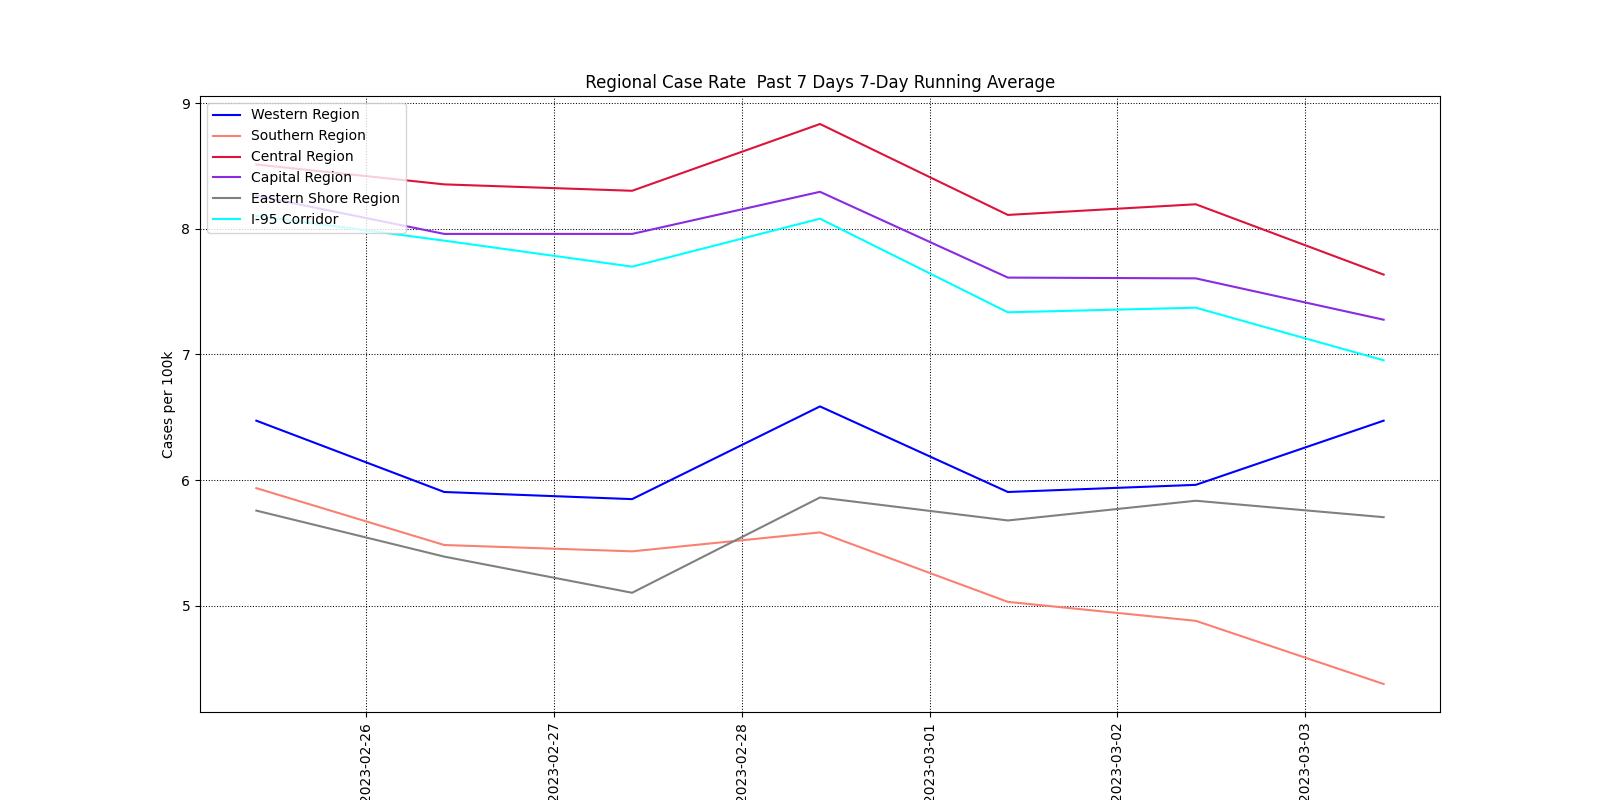 Regional Case Rate  Past 7 Days 7-Day Running Average
Western Region
Southern Region
Central Region
Capital Region
Eastern Shore Region
I-95 Corridor
Cases per 100k
9
8
7
6
5
2023-02-26
2023-02-27
2023-02-28
2023-03-01
2023-03-02
2023-03-03